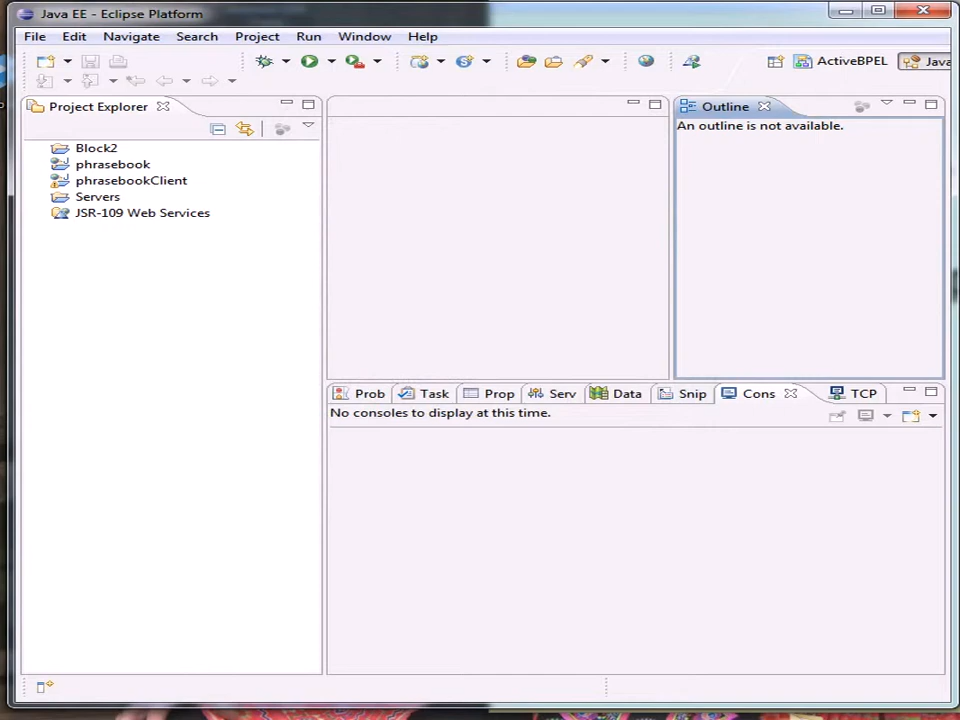 Java EE - Eclipse Platform
File Edit Navigate Search Project Run Window Help
ActiveBPEL Java
Project Explorer
Outline
An outline is not available.
Block2
phrasebook
phrasebookClient
Servers
JSR-109 Web Services
Prob Task Prop Serv Data Snip Cons TCP
No consoles to display at this time.